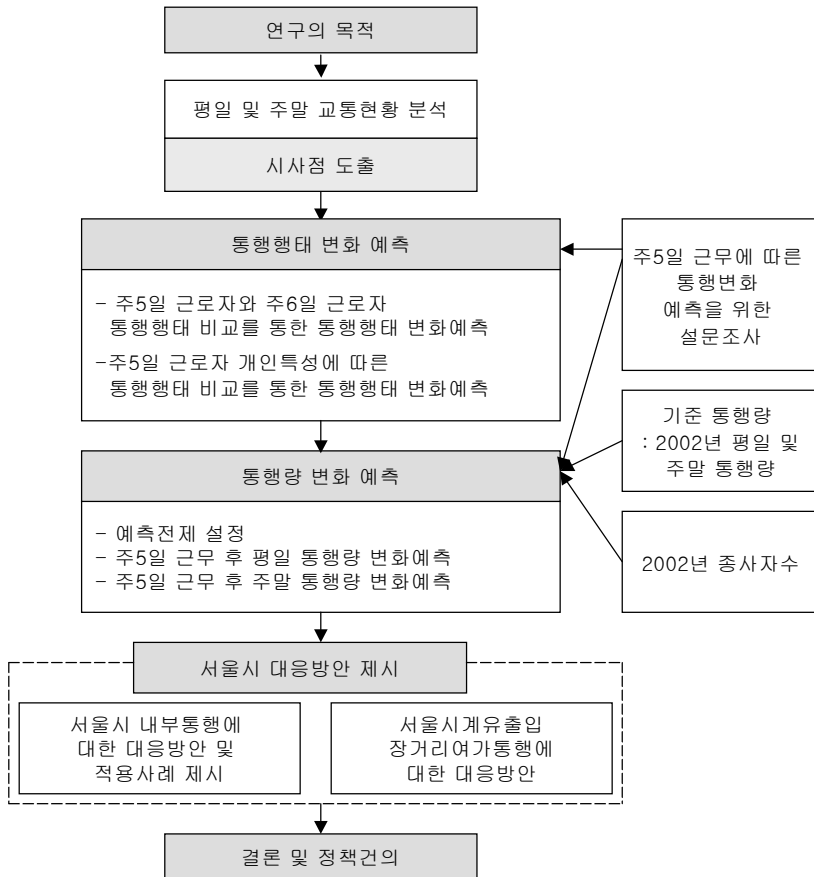 연구의 목적
평일 및 주말 교통현황 분석
시사점 도출
통행행태 변화 예측
- 주5일 근로자와 주6일 근로자
통행행태 비교를 통한 통행행태 변화예측
-주5일 근로자 개인특성에 따른
통행행태 비교를 통한 통행행태 변화예측
주5일 근무에 따른
통행변화
예측을 위한
설문조사
기준 통행량
: 2002년 평일 및
주말 통행량
2002년 종사자수
통행량 변화 예측
- 예측전제 설정
- 주5일 근무 후 평일 통행량 변화예측
- 주5일 근무 후 주말 통행량 변화예측
서울시 대응방안 제시
서울시 내부통행에
대한 대응방안 및
적용사례 제시
서울시계유출입
장거리여가통행에
대한 대응방안
결론 및 정책건의